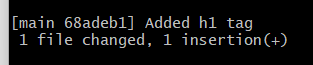 [main 68adeb1] Added h1 tag
1 file changed, 1 insertion(+)